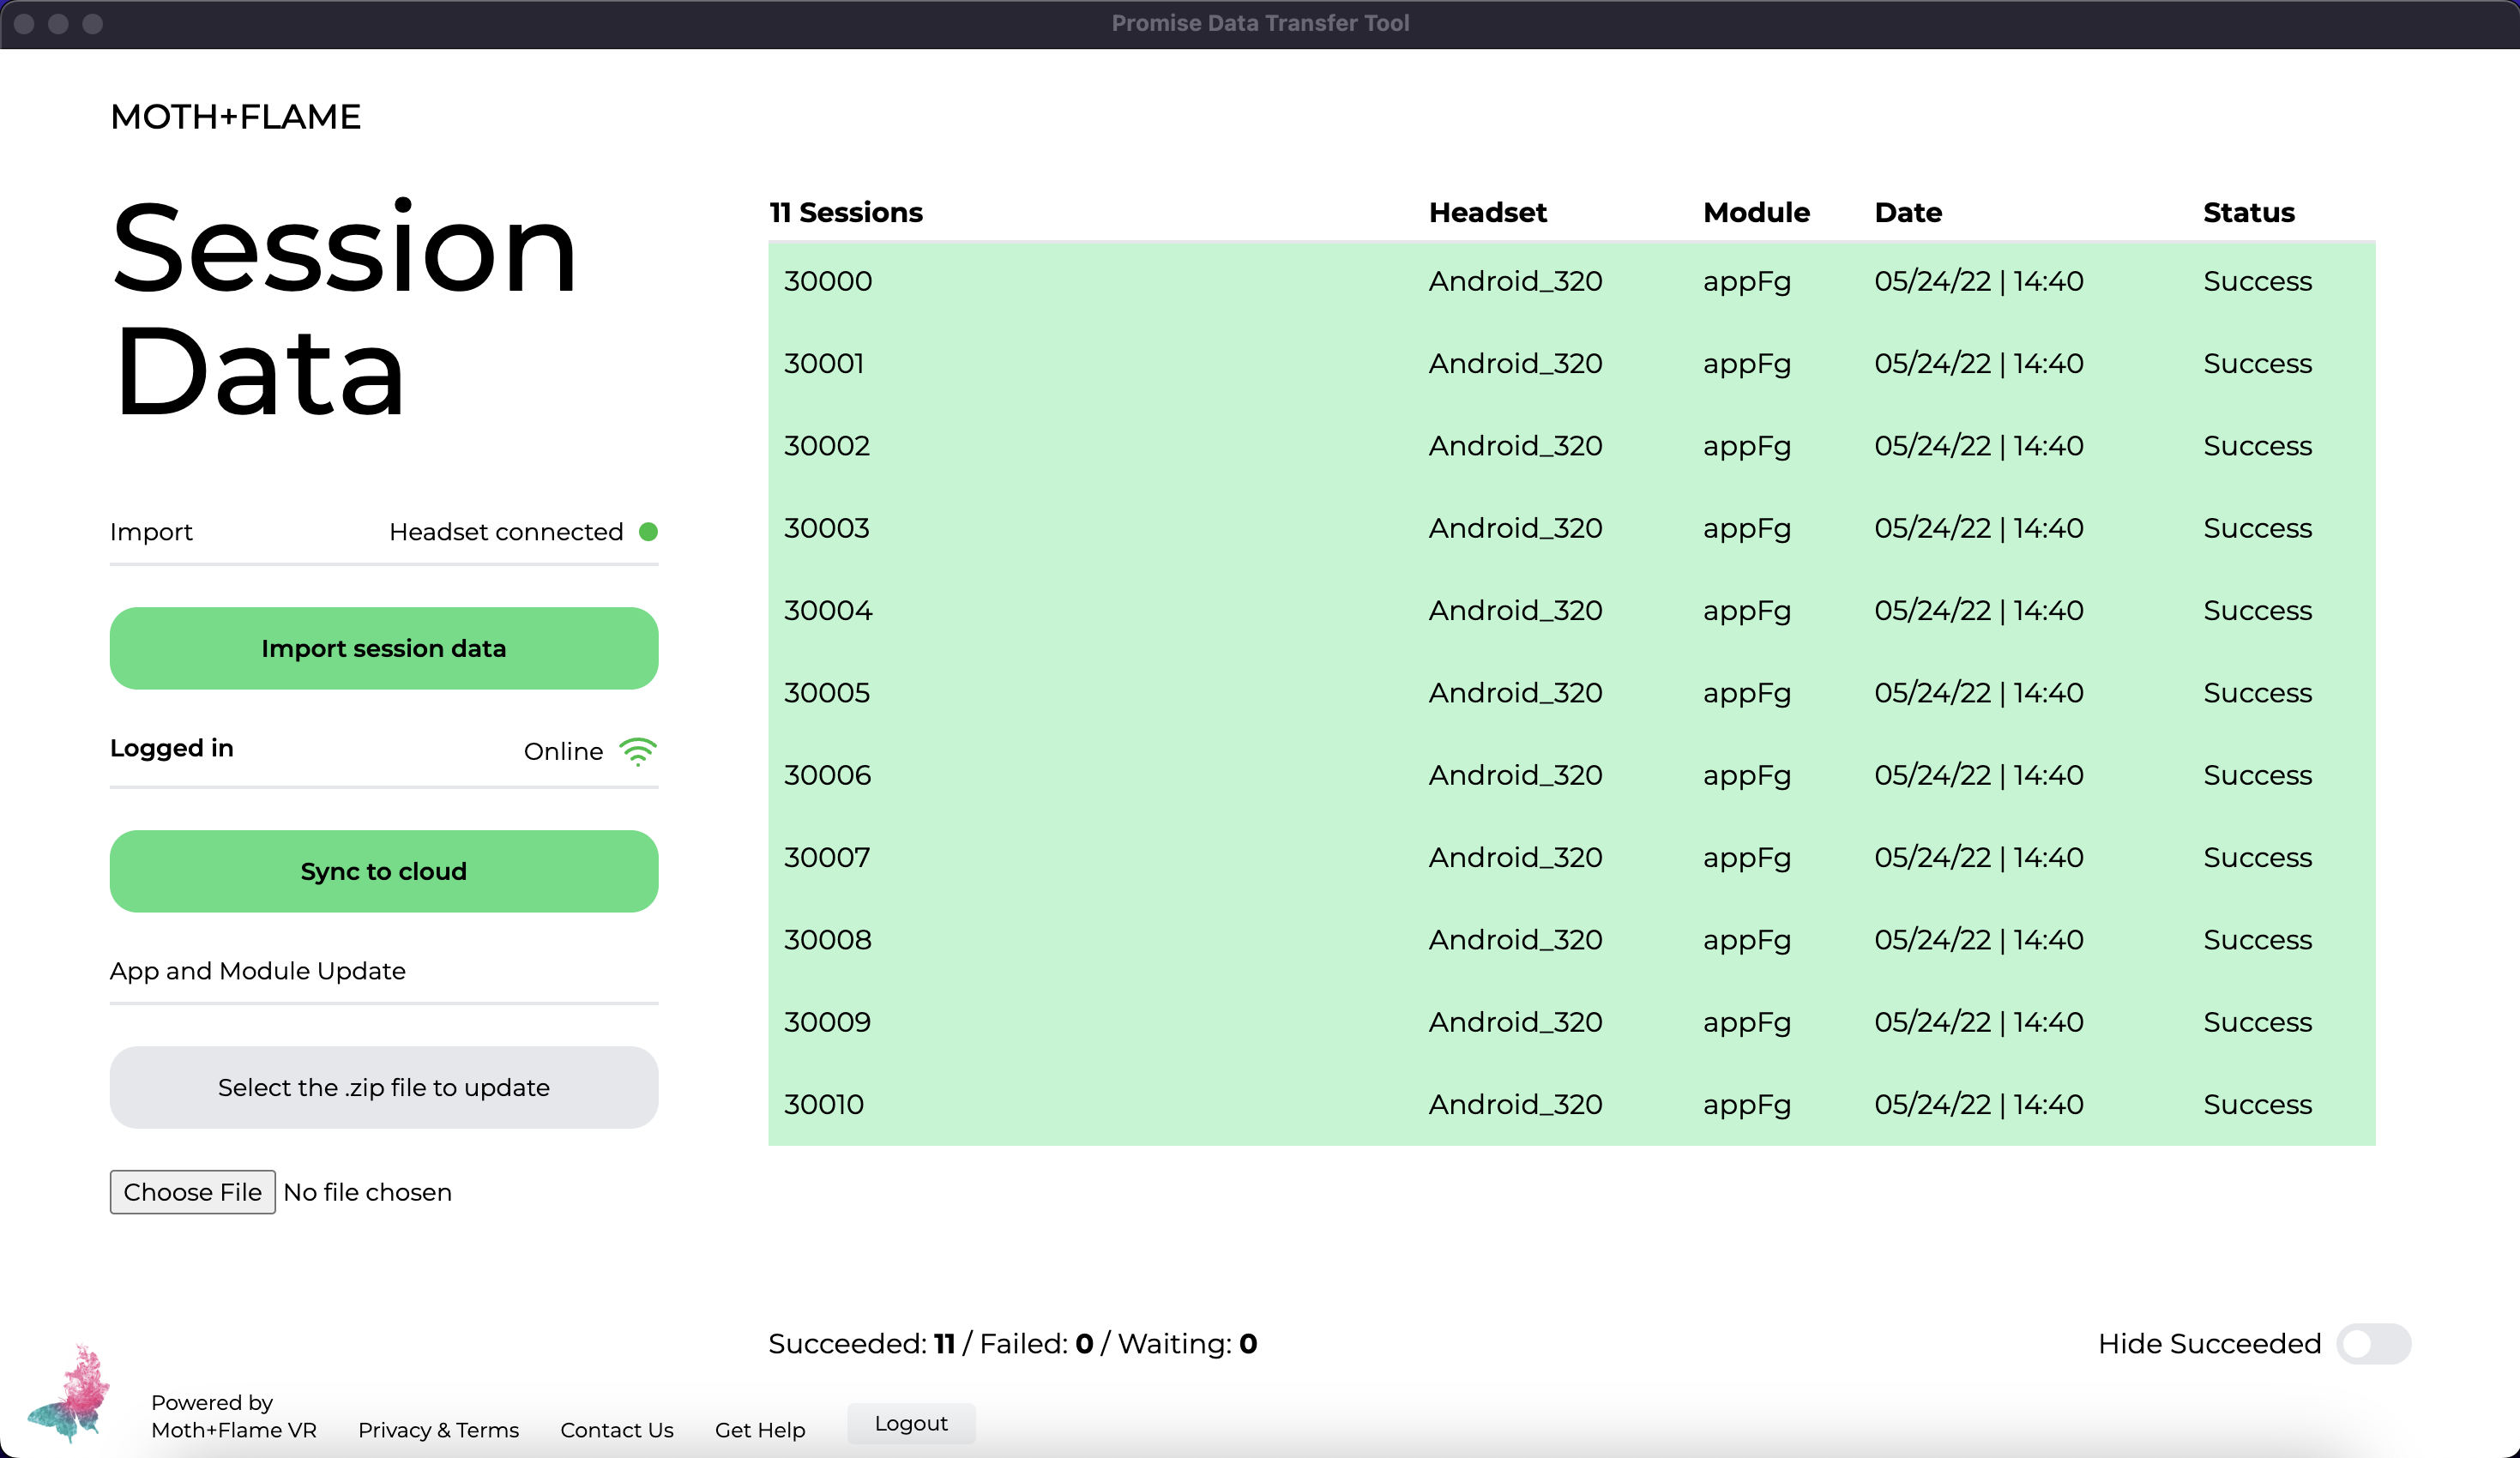 Promise Data Transfer Tool
MOTH+FLAME
Session
Data
Import Headset connected
Import session data
Logged in Online
Sync to cloud
App and Module Update
Select the .zip file to update
Choose File No file chosen
11 Sessions Headset Module Date Status
30000 Android_320 appFg 05/24/22 | 14:40 Success
30001 Android_320 appFg 05/24/22 | 14:40 Success
30002 Android_320 appFg 05/24/22 | 14:40 Success
30003 Android_320 appFg 05/24/22 | 14:40 Success
30004 Android_320 appFg 05/24/22 | 14:40 Success
30005 Android_320 appFg 05/24/22 | 14:40 Success
30006 Android_320 appFg 05/24/22 | 14:40 Success
30007 Android_320 appFg 05/24/22 | 14:40 Success
30008 Android_320 appFg 05/24/22 | 14:40 Success
30009 Android_320 appFg 05/24/22 | 14:40 Success
30010 Android_320 appFg 05/24/22 | 14:40 Success
Succeeded: 11 / Failed: 0 / Waiting: 0 Hide Succeeded
Powered by
Moth+Flame VR Privacy & Terms Contact Us Get Help Logout